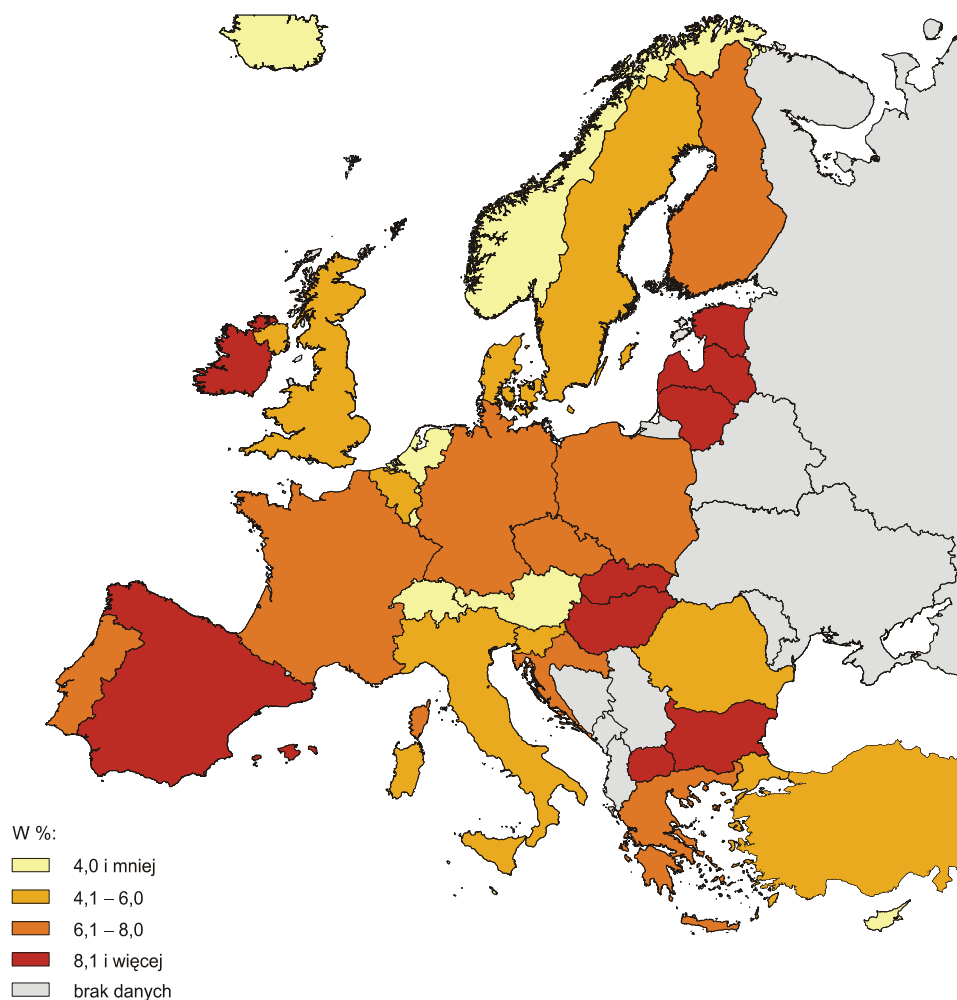 W %:
4,0 i mniej
4,1 – 6,0
6,1 – 8,0
8,1 i więcej
brak danych